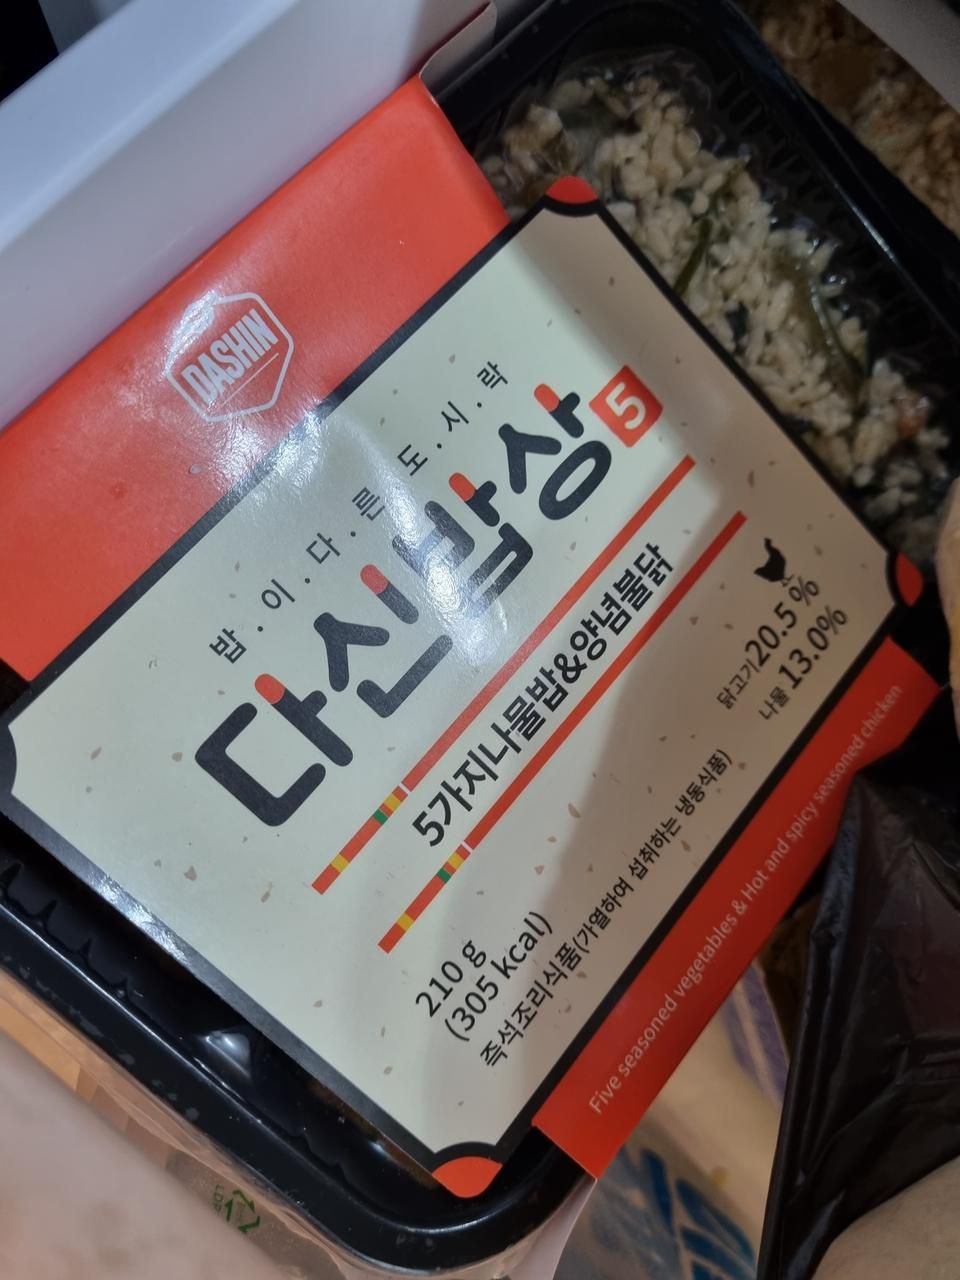 DASHIN
밥.이.다.른.도.시.락
다신밥상 5
5가지나물밥&양념불닭
닭고기 20.5 %
나물 13.0%
210 g
(305 kcal)
즉석조리식품(가열하여 섭취하는 냉동식품)
Five seasoned vegetables & Hot and spicy seasoned chicken